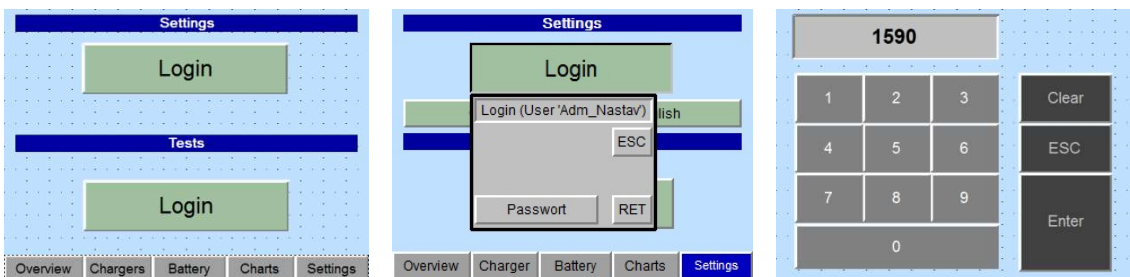 Settings
Login
Tests
Login
Overview Chargers Battery Charts Settings
Settings
Login
lish
Login (User 'Adm_Nastav')
ESC
Passwort RET
Overview Charger Battery Charts Settings
1590
1 2 3 Clear
4 5 6 ESC
7 8 9
Enter
0